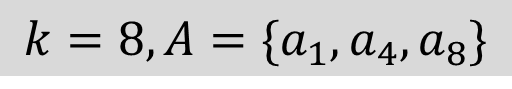 k = 8, A = {a₁, a₄, a₈}